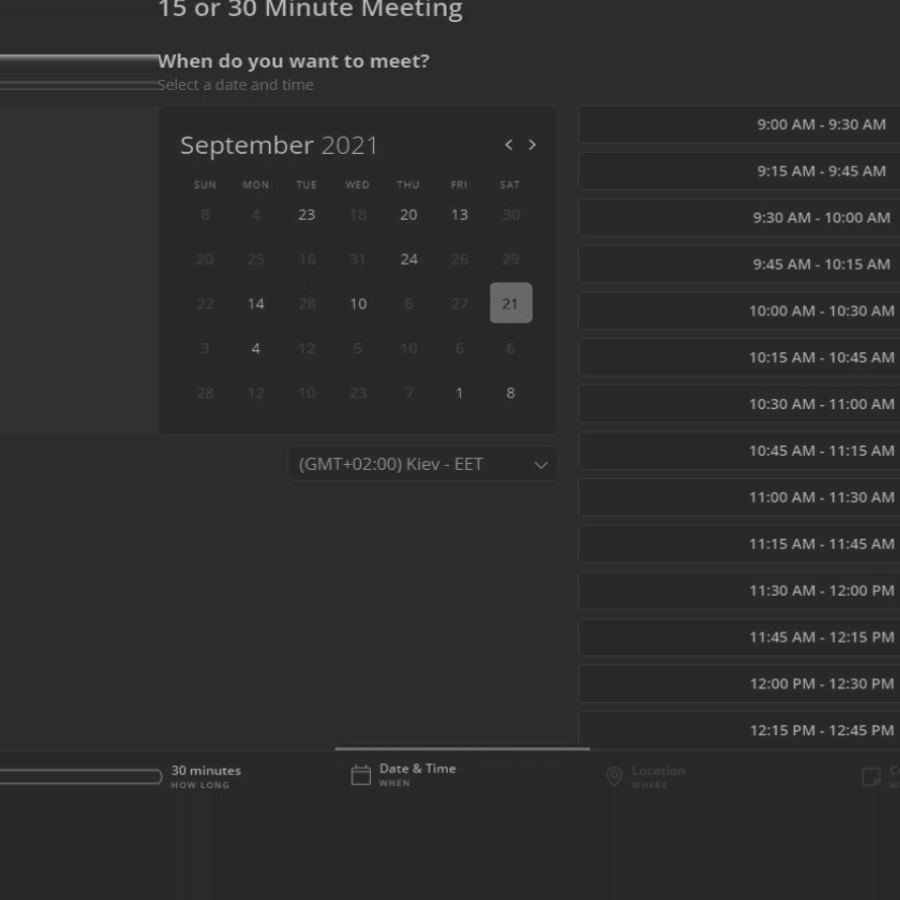 15 or 30 Minute Meeting
When do you want to meet?
Select a date and time
September 2021
< >
SUN MON TUE WED THU FRI SAT
8 4 23 18 20 13 30
20 25 16 31 24 26 29
22 14 28 10 6 27 21
3 4 12 5 10 6 6
28 12 10 23 7 1 8
(GMT+02:00) Kiev - EET
9:00 AM - 9:30 AM
9:15 AM - 9:45 AM
9:30 AM - 10:00 AM
9:45 AM - 10:15 AM
10:00 AM - 10:30 AM
10:15 AM - 10:45 AM
10:30 AM - 11:00 AM
10:45 AM - 11:15 AM
11:00 AM - 11:30 AM
11:15 AM - 11:45 AM
11:30 AM - 12:00 PM
11:45 AM - 12:15 PM
12:00 PM - 12:30 PM
12:15 PM - 12:45 PM
30 minutes
HOW LONG
Date & Time
WHEN
Location
WHERE